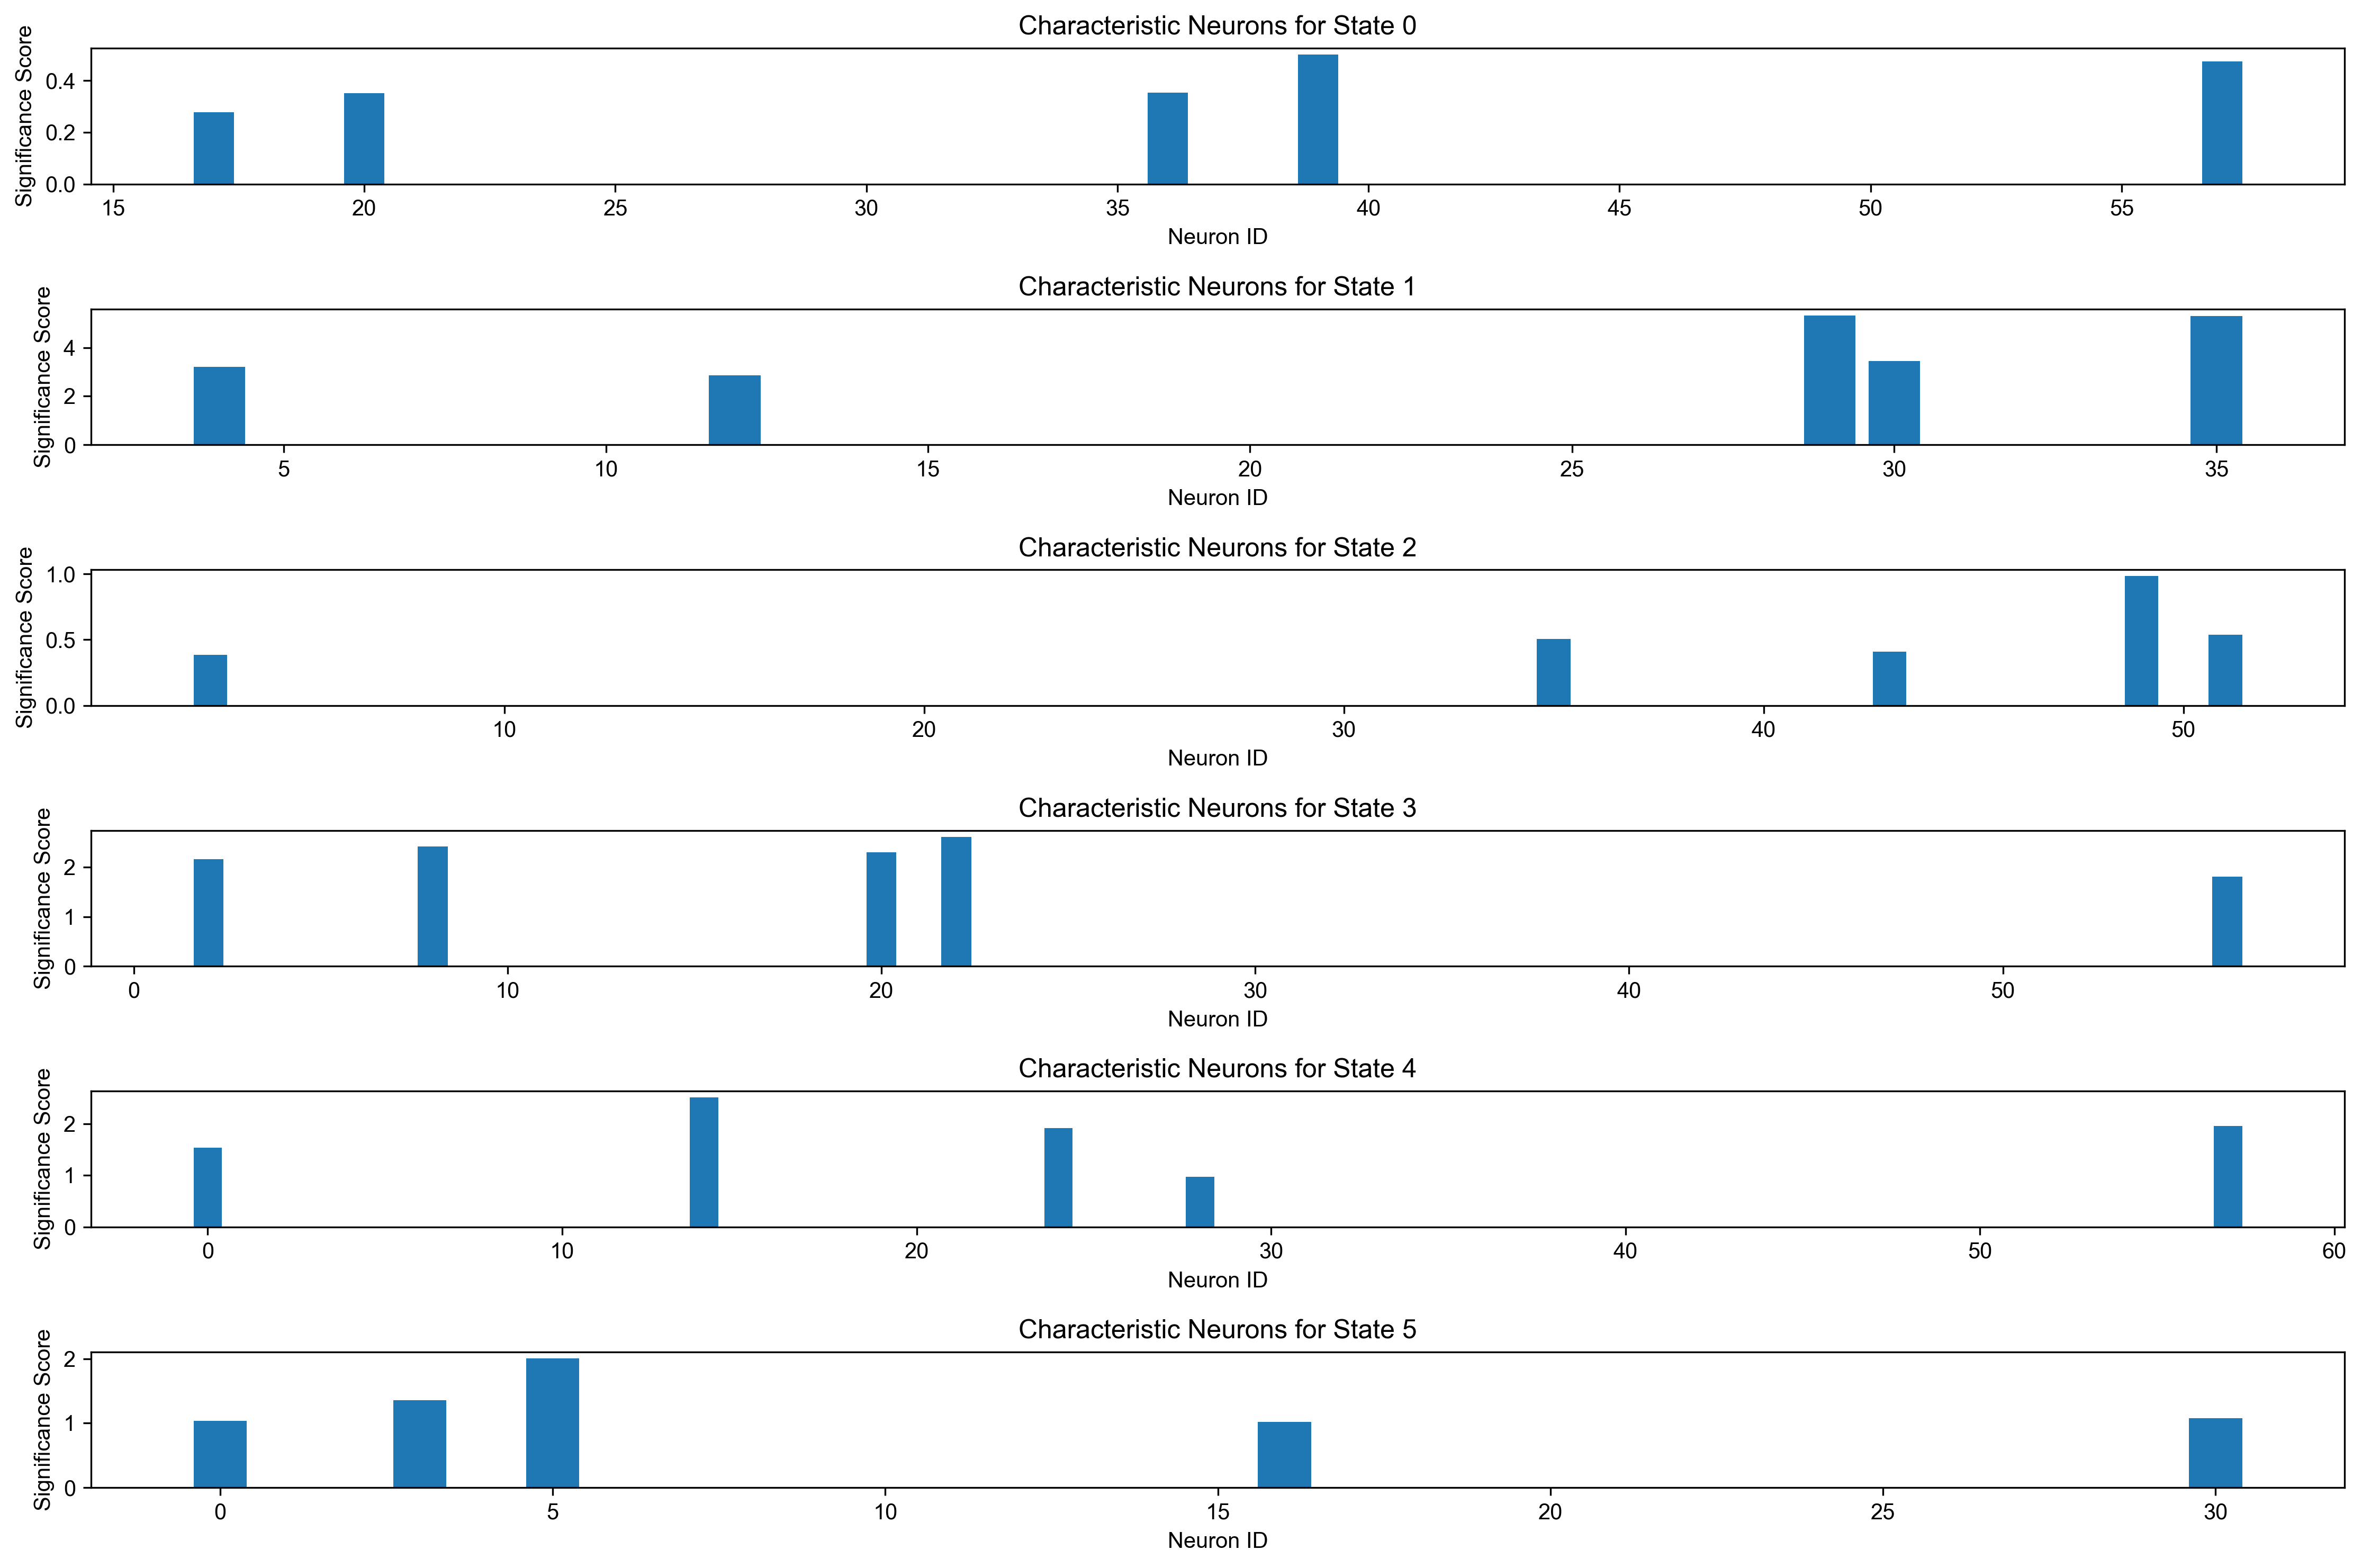 Characteristic Neurons for State 0
Significance Score
0.4
0.2
0.0
15 20 25 30 35 40 45 50 55
Neuron ID
Characteristic Neurons for State 1
Significance Score
4
2
0
5 10 15 20 25 30 35
Neuron ID
Characteristic Neurons for State 2
Significance Score
1.0
0.5
0.0
10 20 30 40 50
Neuron ID
Characteristic Neurons for State 3
Significance Score
2
1
0
0 10 20 30 40 50
Neuron ID
Characteristic Neurons for State 4
Significance Score
2
1
0
0 10 20 30 40 50 60
Neuron ID
Characteristic Neurons for State 5
Significance Score
2
1
0
0 5 10 15 20 25 30
Neuron ID